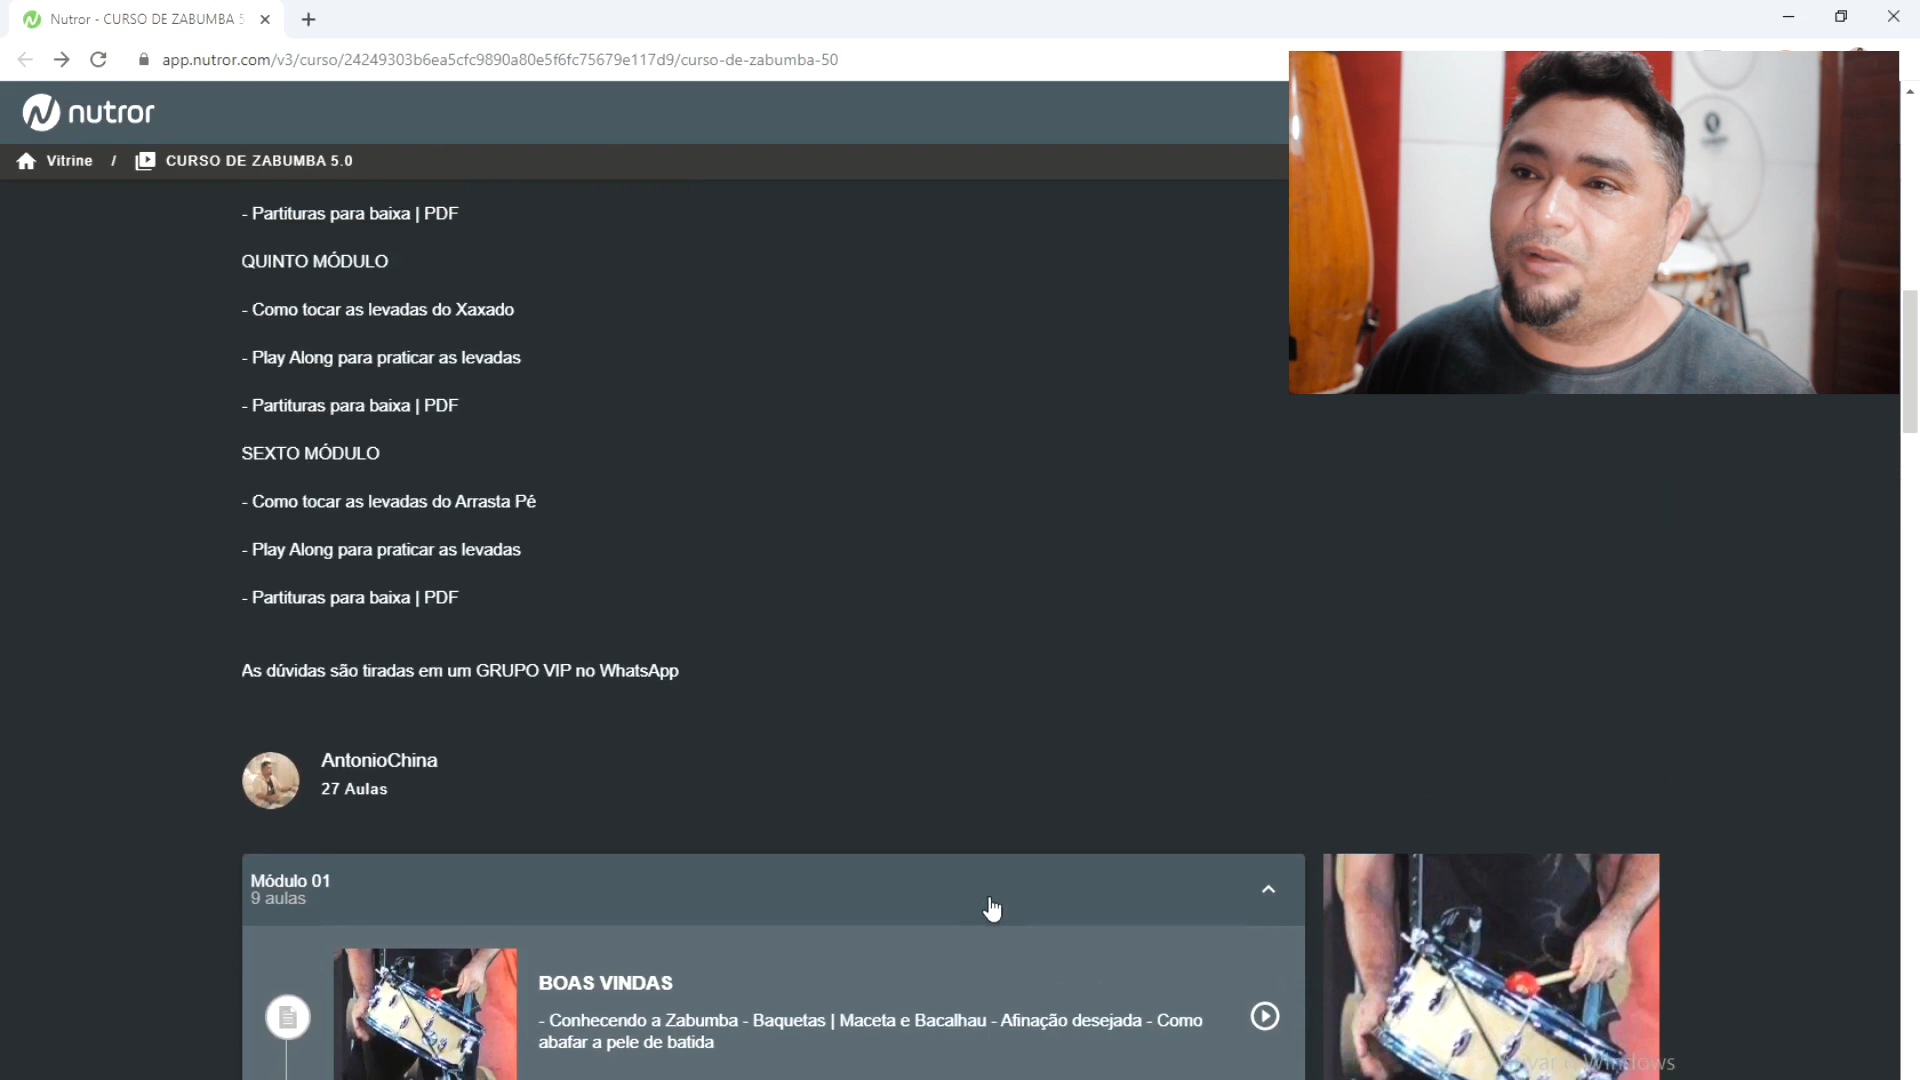 Nutror - CURSO DE ZABUMBA 5
app.nutror.com/v3/curso/24249303b6ea5cfc9890a80e5f6fc75679e117d9/curso-de-zabumba-50
nutror
Vitrine / CURSO DE ZABUMBA 5.0
- Partituras para baixa | PDF
QUINTO MÓDULO
- Como tocar as levadas do Xaxado
- Play Along para praticar as levadas
- Partituras para baixa | PDF
SEXTO MÓDULO
- Como tocar as levadas do Arrasta Pé
- Play Along para praticar as levadas
- Partituras para baixa | PDF
As dúvidas são tiradas em um GRUPO VIP no WhatsApp
AntonioChina
27 Aulas
Módulo 01
9 aulas
BOAS VINDAS
- Conhecendo a Zabumba - Baquetas | Maceta e Bacalhau - Afinação desejada - Como
abafar a pele de batida
Windows